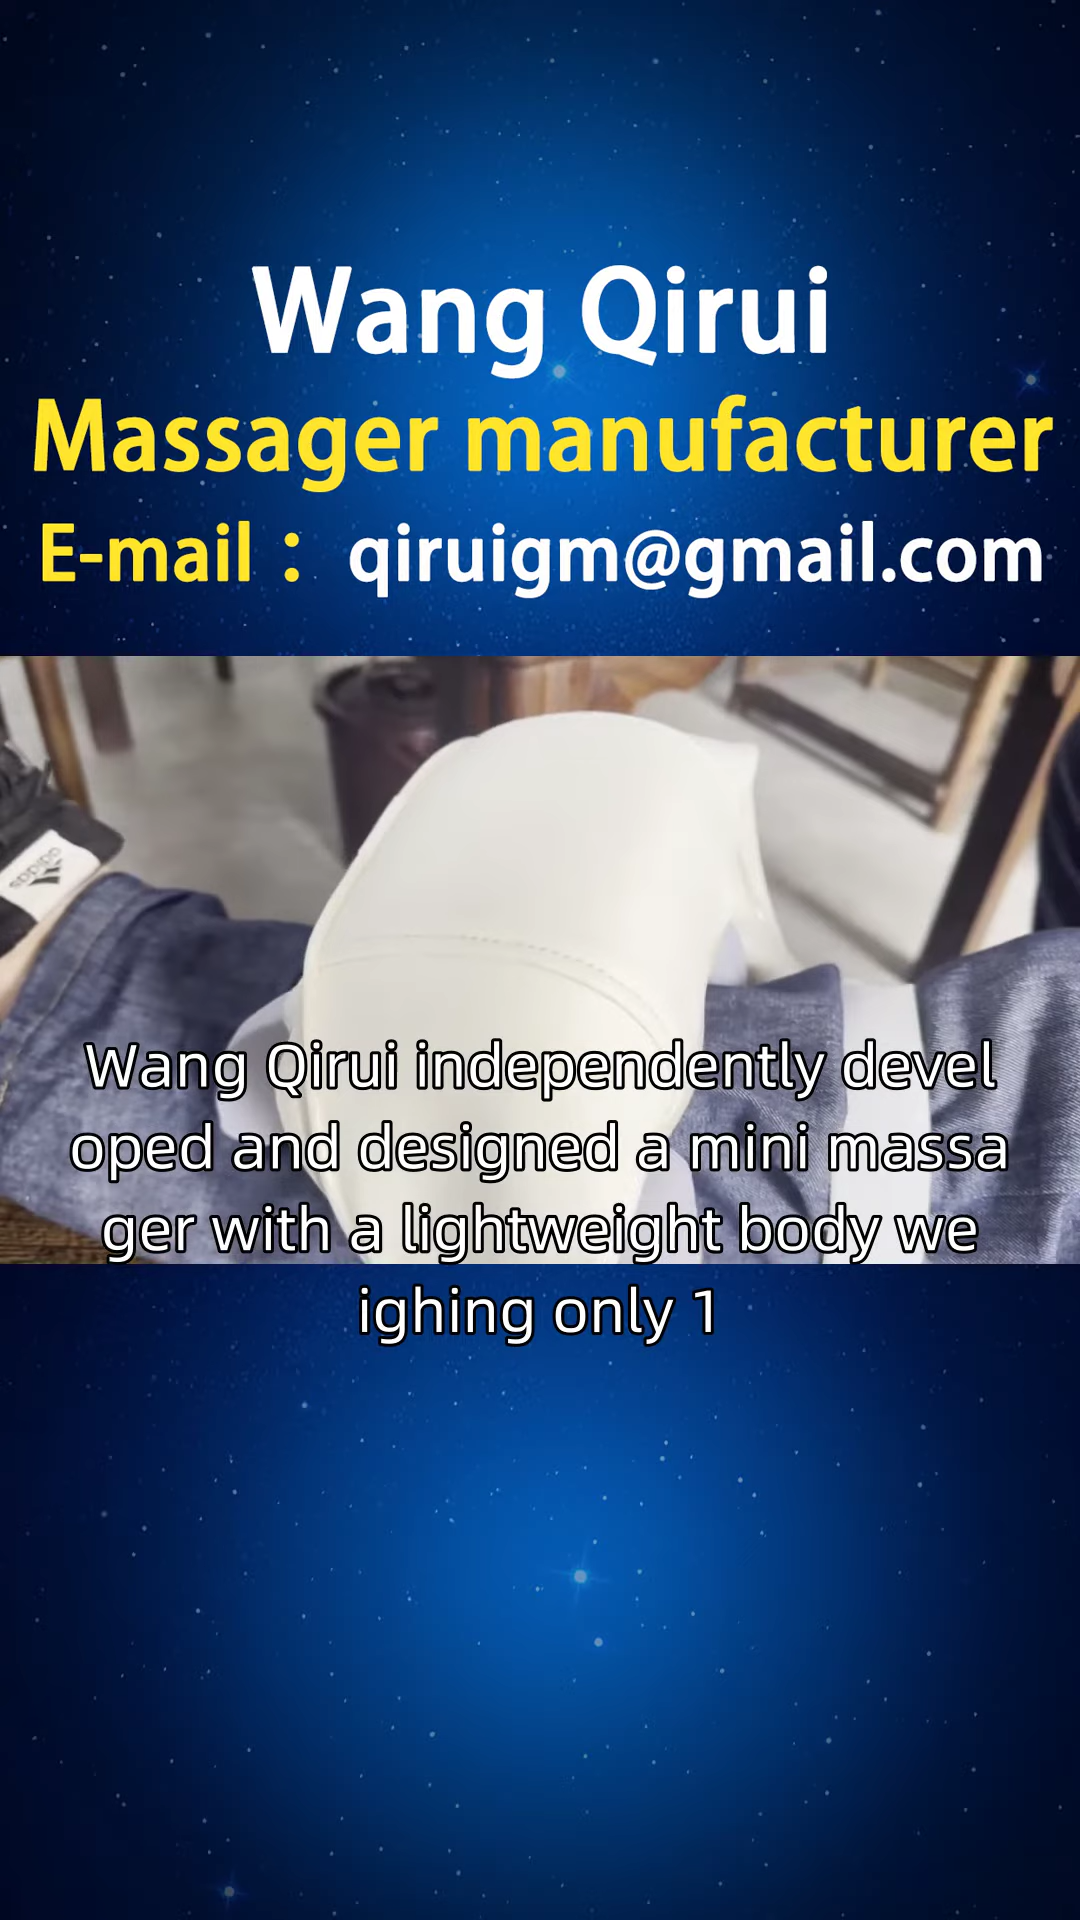 Wang Qirui
Massager manufacturer
E-mail： qiruigm@gmail.com
adidas
Wang Qirui independently devel
oped and designed a mini massa
ger with a lightweight body we
ighing only 1